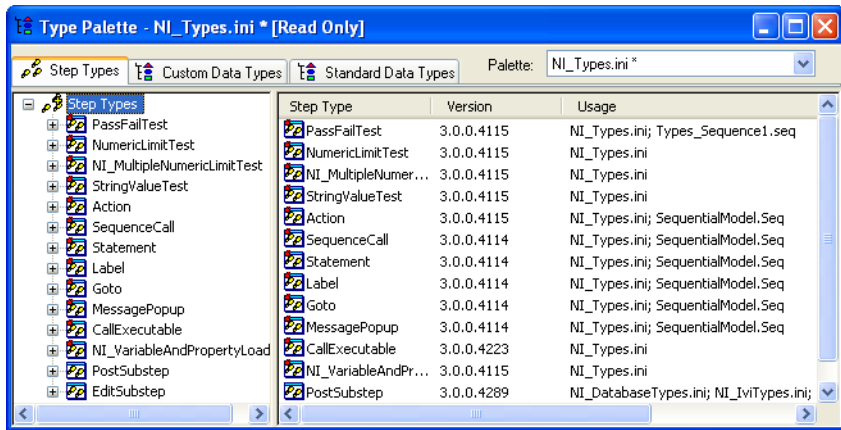 Type Palette - NI_Types.ini * [Read Only]
Step Types Custom Data Types Standard Data Types Palette: NI_Types.ini *
Step Types
PassFailTest
NumericLimitTest
NI_MultipleNumericLimitTest
StringValueTest
Action
SequenceCall
Statement
Label
Goto
MessagePopup
CallExecutable
NI_VariableAndPropertyLoad
PostSubstep
EditSubstep
Step Type Version Usage
PassFailTest 3.0.0.4115 NI_Types.ini; Types_Sequence1.seq
NumericLimitTest 3.0.0.4115 NI_Types.ini
NI_MultipleNumer... 3.0.0.4115 NI_Types.ini
StringValueTest 3.0.0.4115 NI_Types.ini
Action 3.0.0.4115 NI_Types.ini; SequentialModel.Seq
SequenceCall 3.0.0.4114 NI_Types.ini; SequentialModel.Seq
Statement 3.0.0.4114 NI_Types.ini; SequentialModel.Seq
Label 3.0.0.4114 NI_Types.ini; SequentialModel.Seq
Goto 3.0.0.4114 NI_Types.ini; SequentialModel.Seq
MessagePopup 3.0.0.4114 NI_Types.ini; SequentialModel.Seq
CallExecutable 3.0.0.4223 NI_Types.ini
NI_VariableAndPr... 3.0.0.4115 NI_Types.ini
PostSubstep 3.0.0.4289 NI_DatabaseTypes.ini; NI_IviTypes.ini;